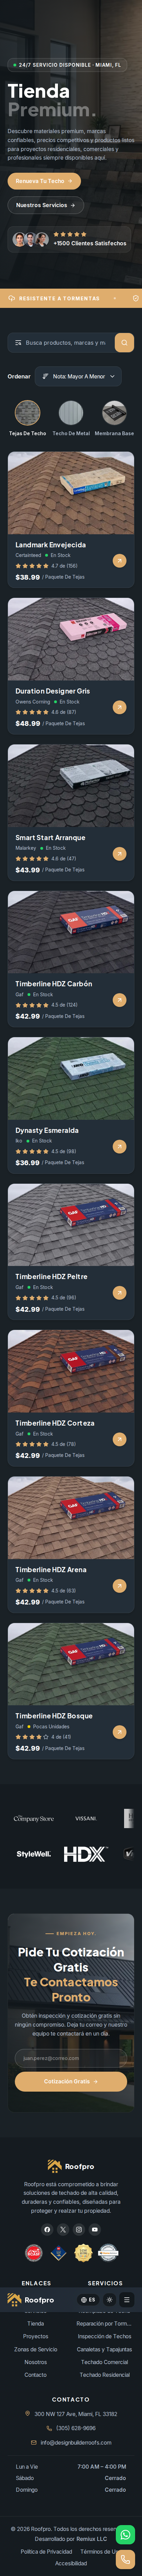 24/7 SERVICIO DISPONIBLE · MIAMI, FL
Tienda
Premium.
Descubre materiales premium, marcas
confiables, precios competitivos y productos listos
para proyectos residenciales, comerciales y
profesionales siempre disponibles aquí.
Renueva Tu Techo
Nuestros Servicios
+1500 Clientes Satisfechos
RESISTENTE A TORMENTAS
Busca productos, marcas y m
Ordenar
Nota: Mayor A Menor
Tejas De Techo
Techo De Metal
Membrana Base
Landmark Envejecida
Certainteed En Stock
4.7 de (156)
$38.99 / Paquete De Tejas
Duration Designer Gris
Owens Corning En Stock
4.6 de (87)
$48.99 / Paquete De Tejas
Smart Start Arranque
Malarkey En Stock
4.6 de (47)
$43.99 / Paquete De Tejas
Timberline HDZ Carbón
Gaf En Stock
4.5 de (124)
$42.99 / Paquete De Tejas
Dynasty Esmeralda
Iko En Stock
4.5 de (98)
$36.99 / Paquete De Tejas
Timberline HDZ Peltre
Gaf En Stock
4.5 de (96)
$42.99 / Paquete De Tejas
Timberline HDZ Corteza
Gaf En Stock
4.5 de (78)
$42.99 / Paquete De Tejas
Timberline HDZ Arena
Gaf En Stock
4.5 de (63)
$42.99 / Paquete De Tejas
Timberline HDZ Bosque
Gaf Pocas Unidades
4 de (41)
$42.99 / Paquete De Tejas
Company Store
VISSANI.
StyleWell.
HDX
EMPIEZA HOY.
Pide Tu Cotización
Gratis
Te Contactamos
Pronto
Obtén inspección y cotización gratis sin
ningún compromiso. Deja tu correo y nuestro
equipo te contactará en un día.
juan.perez@correo.com
Cotización Gratis
Roofpro
Roofpro está comprometido a brindar
soluciones de techado de alta calidad,
duraderas y confiables, diseñadas para
proteger y realzar tu propiedad.
ENLACES
SERVICIOS
Roofpro
ES
Tienda
Reparación por Torm...
Proyectos
Inspección de Techos
Zonas de Servicio
Canaletas y Tapajuntas
Nosotros
Techado Comercial
Contacto
Techado Residencial
CONTACTO
300 NW 127 Ave, Miami, FL 33182
(305) 628-9696
info@designbuilderroofs.com
Lun a Vie 7:00 AM – 4:00 PM
Sábado Cerrado
Domingo Cerrado
© 2026 Roofpro. Todos los derechos
Desarrollado por Remiux LLC
Política de Privacidad Términos de
Accesibilidad